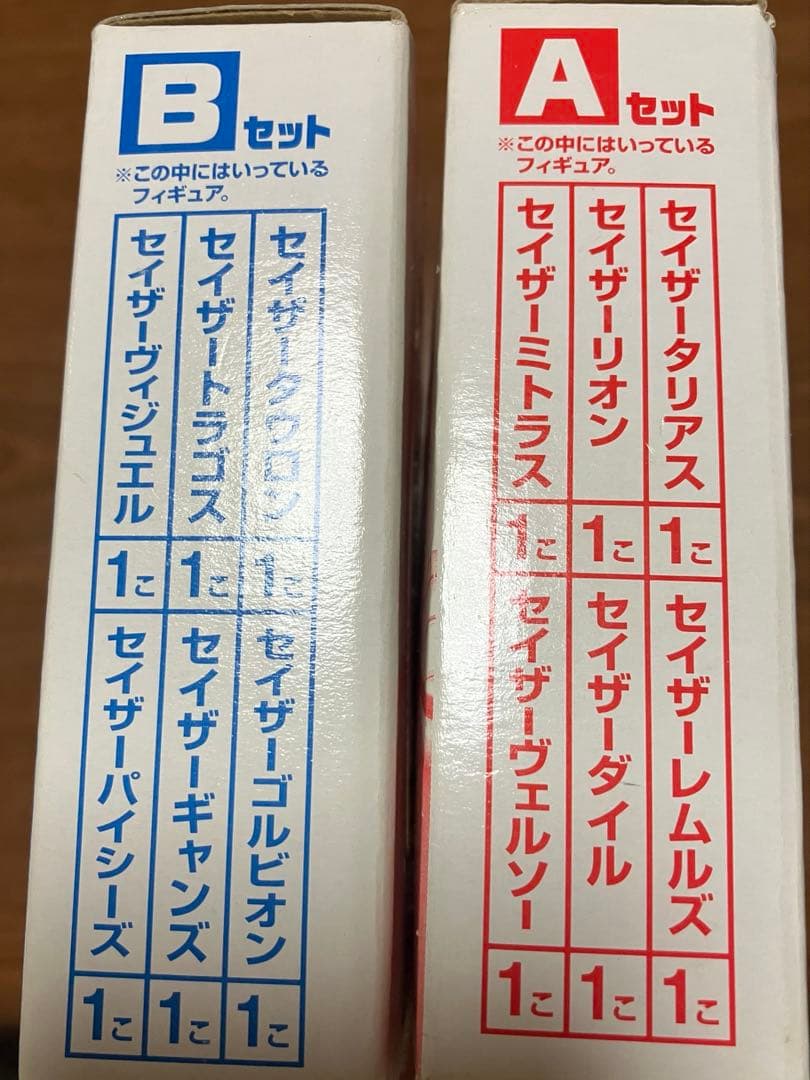 B セット
※この中にはいっている
フィギュア。
セイザータウロン 1こ
セイザートラゴス 1こ
セイザーヴィジュエル 1こ
セイザーゴルビオン 1こ
セイザーギャンズ 1こ
セイザーパイシーズ 1こ
A セット
※この中にはいっている
フィギュア。
セイザータリアス 1こ
セイザーリオン 1こ
セイザーミトラス 1こ
セイザーレムルズ 1こ
セイザーダイル 1こ
セイザーヴェルソー 1こ